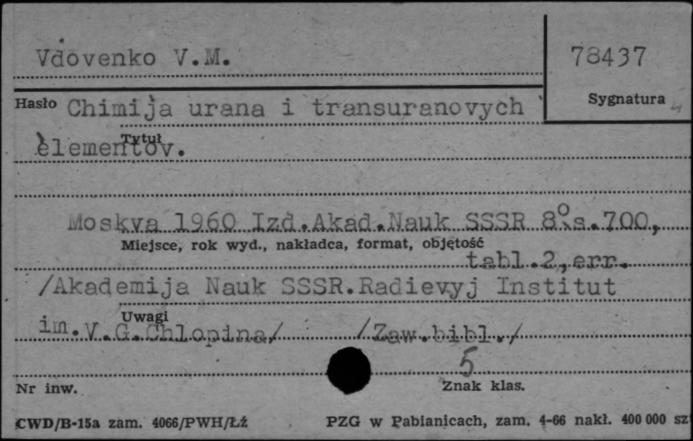 Vdovenko V.M.
78437
Hasło
Sygnatura
Chimija urana i transuranovych
Tytuł
elementov.
Moskva 1960 Izd.Akad.Nauk SSSR 8° s.700,
Miejsce, rok wyd., nakładca, format, objętość
tabl.2,err.
/Akademija Nauk SSSR.Radievyj Institut
Uwagi
im.V.G.Chlopina/ /Zaw.bibl./
5
Nr inw.
Znak klas.
CWD/B-15a zam. 4066/PWH/Łż
PZG w Pabianicach, zam. 4-66 nakł. 400 000 sz